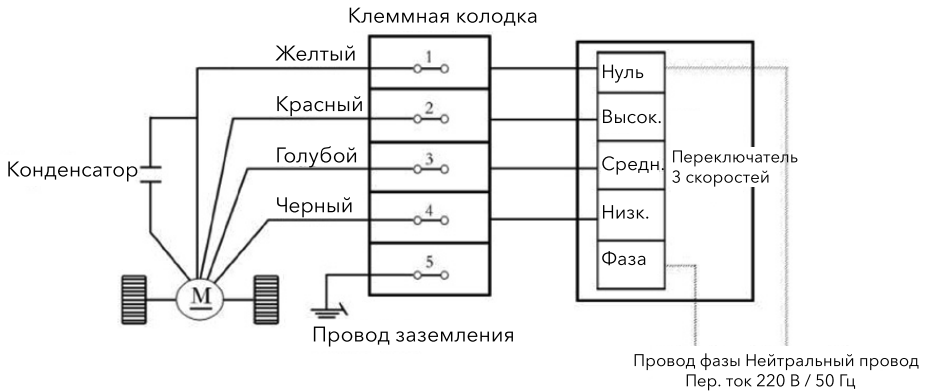 Клеммная колодка
Желтый
1
Нуль
Красный
2
Высок.
Голубой
3
Средн.
Переключатель
3 скоростей
Конденсатор
Черный
4
Низк.
5
Фаза
М
Провод заземления
Провод фазы Нейтральный провод
Пер. ток 220 В / 50 Гц